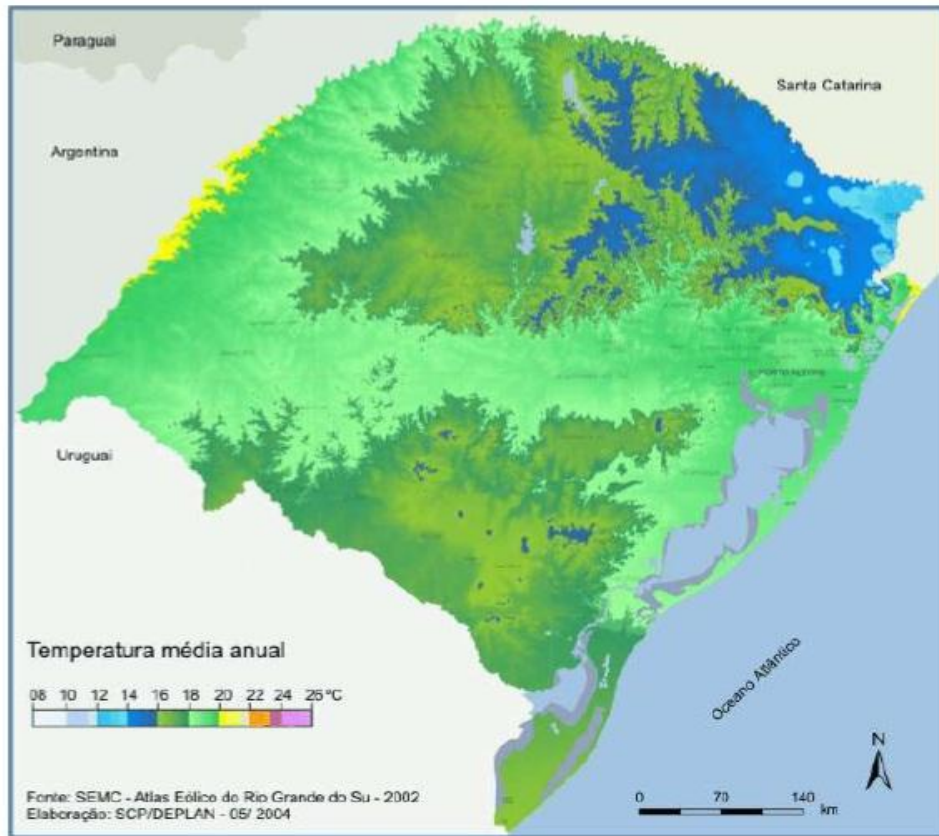 Paraguai
Santa Catarina
Argentina
PORTO ALEGRE
Uruguai
Temperatura média anual
08 10 12 14 16 18 20 22 24 26 °C
Oceano Atlântico
N
Fonte: SEMC - Atlas Eólico do Rio Grande do Su - 2002
Elaboração: SCP/DEPLAN - 05/ 2004
0 70 140
km